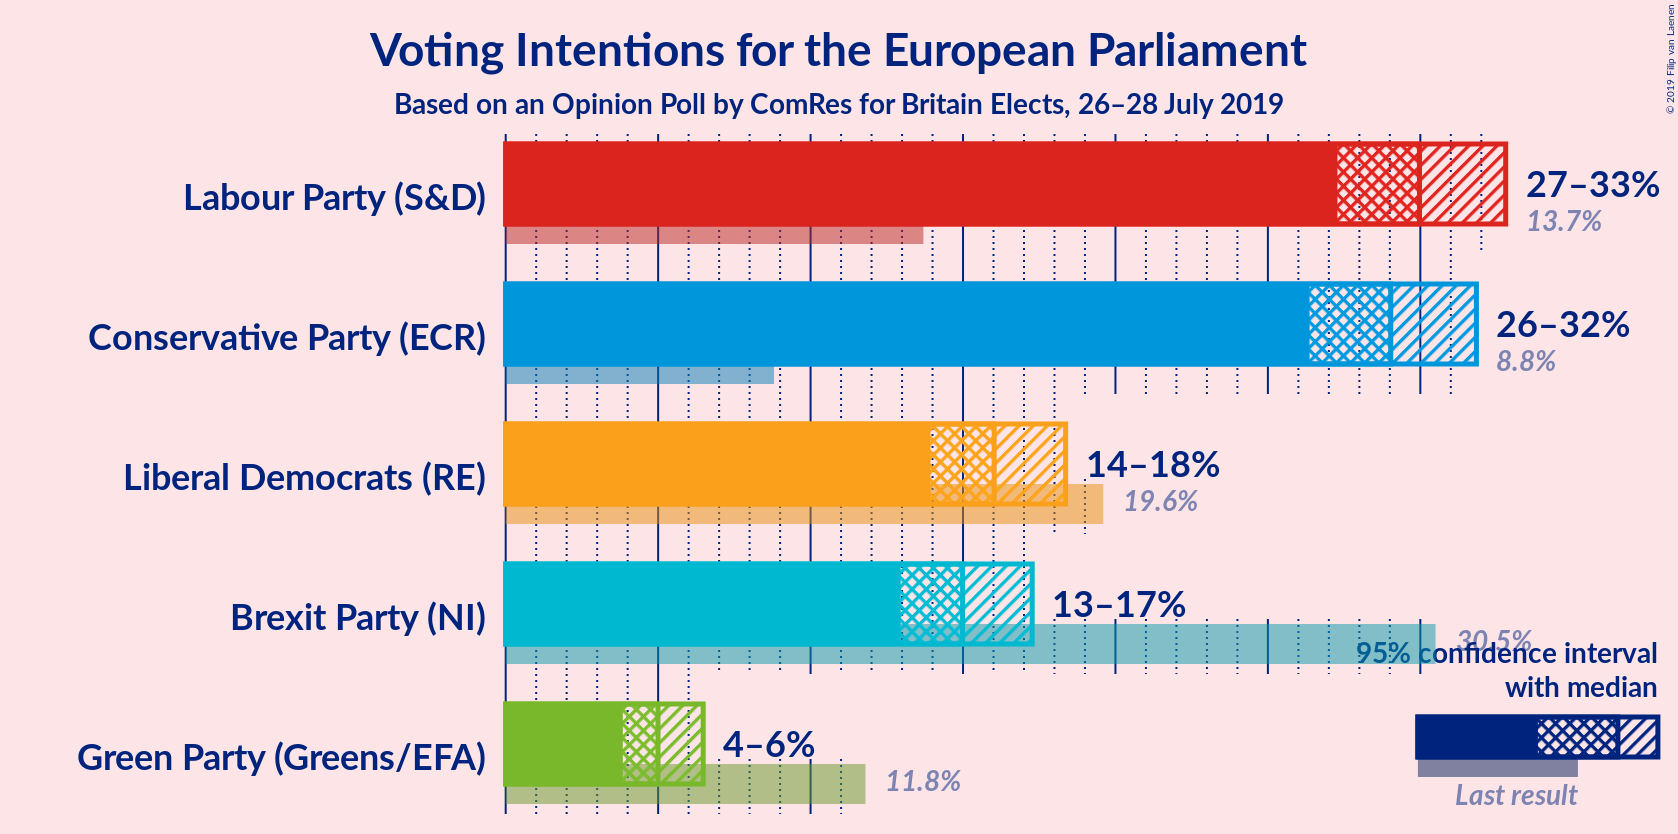 Voting Intentions for the European Parliament
Based on an Opinion Poll by ComRes for Britain Elects, 26–28 July 2019
© 2019 Filip van Laenen
Labour Party (S&D)
27–33%
13.7%
Conservative Party (ECR)
26–32%
8.8%
Liberal Democrats (RE)
14–18%
19.6%
Brexit Party (NI)
13–17%
30.5%
Green Party (Greens/EFA)
4–6%
11.8%
95% confidence interval
with median
Last result